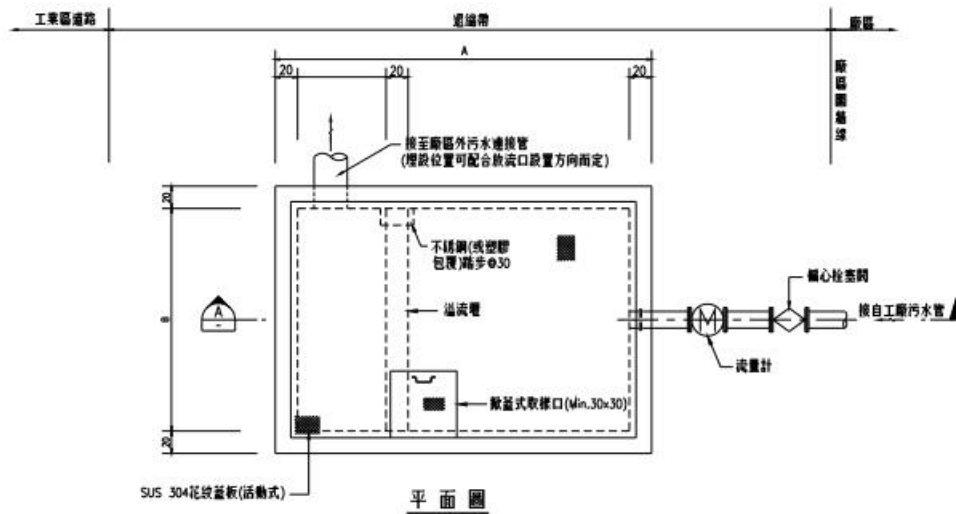 工業區道路
退縮帶
廠區
A
20
20
20
廠區圍牆線
接至廠區外污水連接管
(埋設位置可配合放流口設置方向而定)
20
不銹鋼(或塑膠
包覆)踏步@30
偏心栓塞閥
A
-
B
溢流堰
M
接自工廠污水管
流量計
掀蓋式取樣口(Min.30x30)
20
SUS 304花紋蓋板(活動式)
平面圖